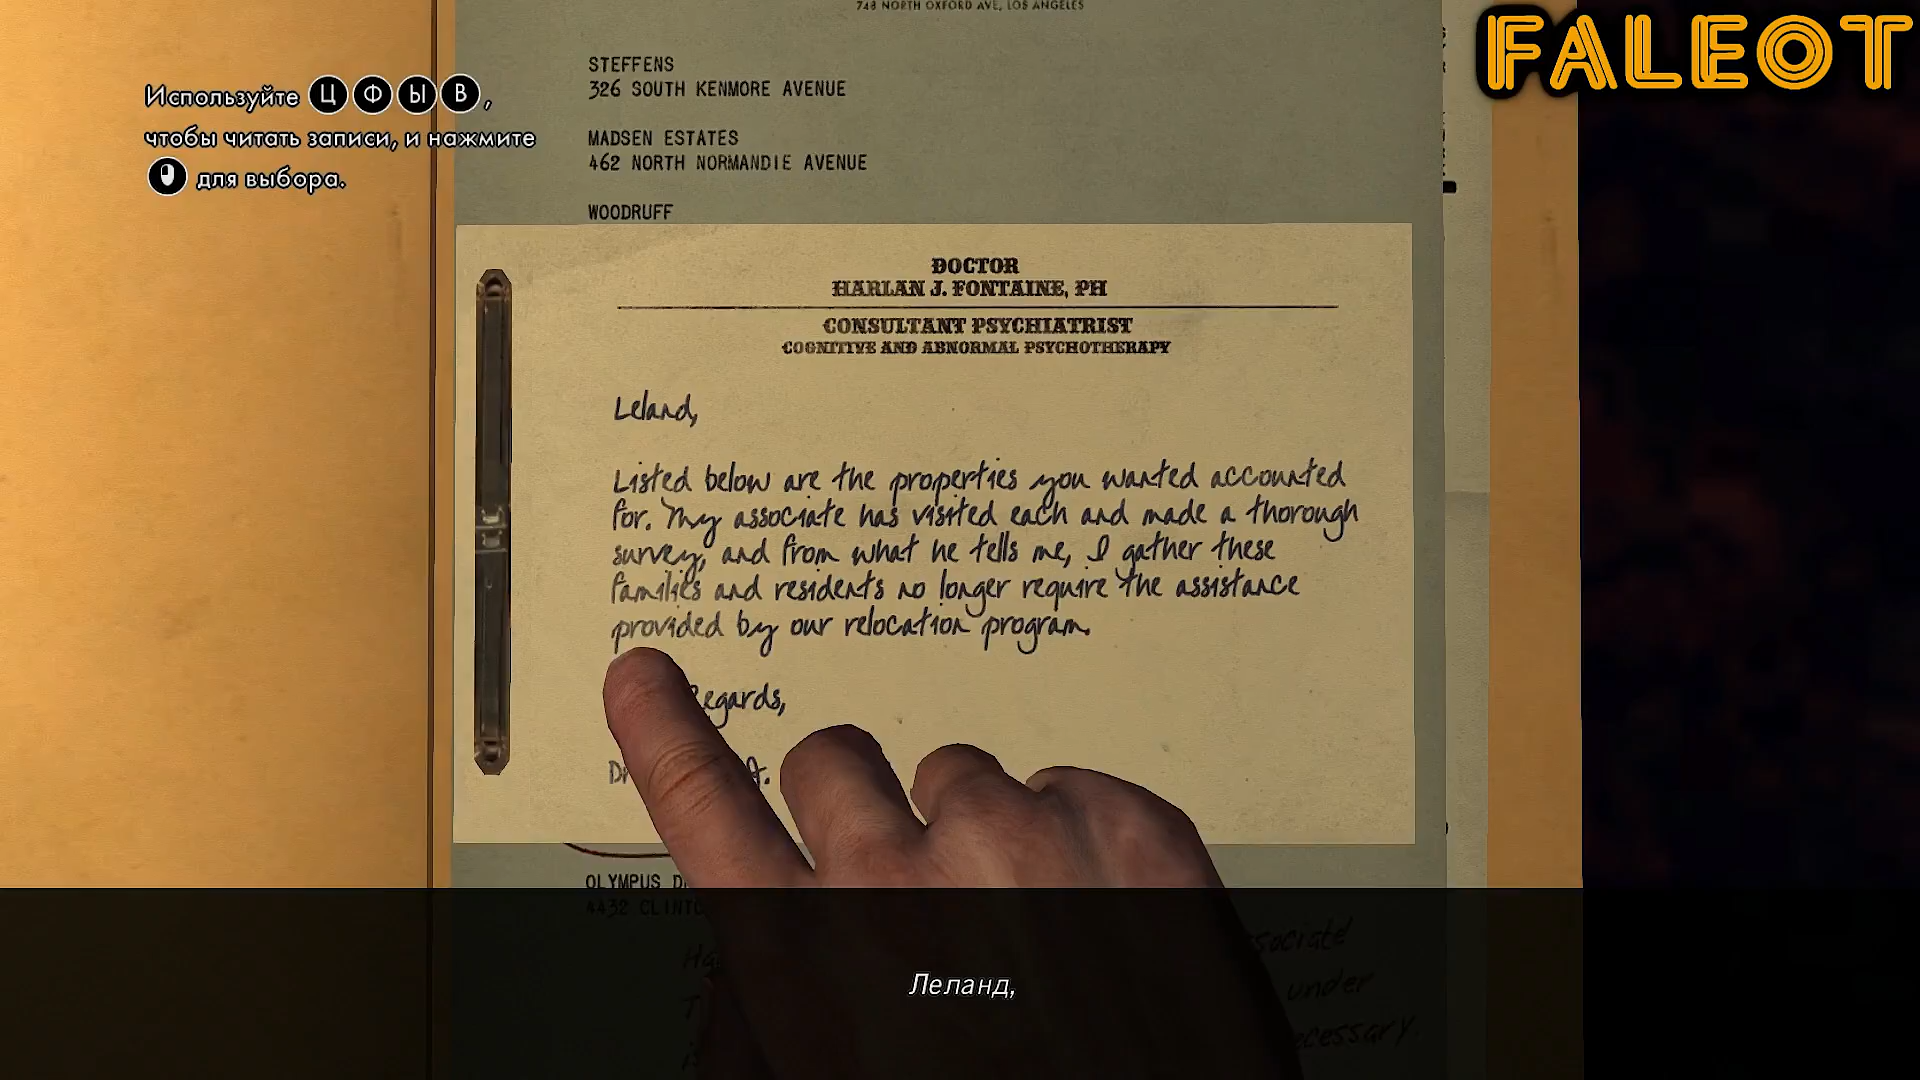 748 NORTH OXFORD AVE, LOS ANGELES
FALEOT
Используйте Ц Ф Ы В,
чтобы читать записи, и нажмите
для выбора.
STEFFENS
326 SOUTH KENMORE AVENUE
MADSEN ESTATES
462 NORTH NORMANDIE AVENUE
WOODRUFF
DOCTOR
HARLAN J. FONTAINE, PH
CONSULTANT PSYCHIATRIST
COGNITIVE AND ABNORMAL PSYCHOTHERAPY
Leland,
Listed below are the properties you wanted accounted
for. My associate has visited each and made a thorough
survey, and from what he tells me, I gather these
families and residents no longer require the assistance
provided by our relocation program.
Regards,
OLYMPUS
4432
under
Леланд,